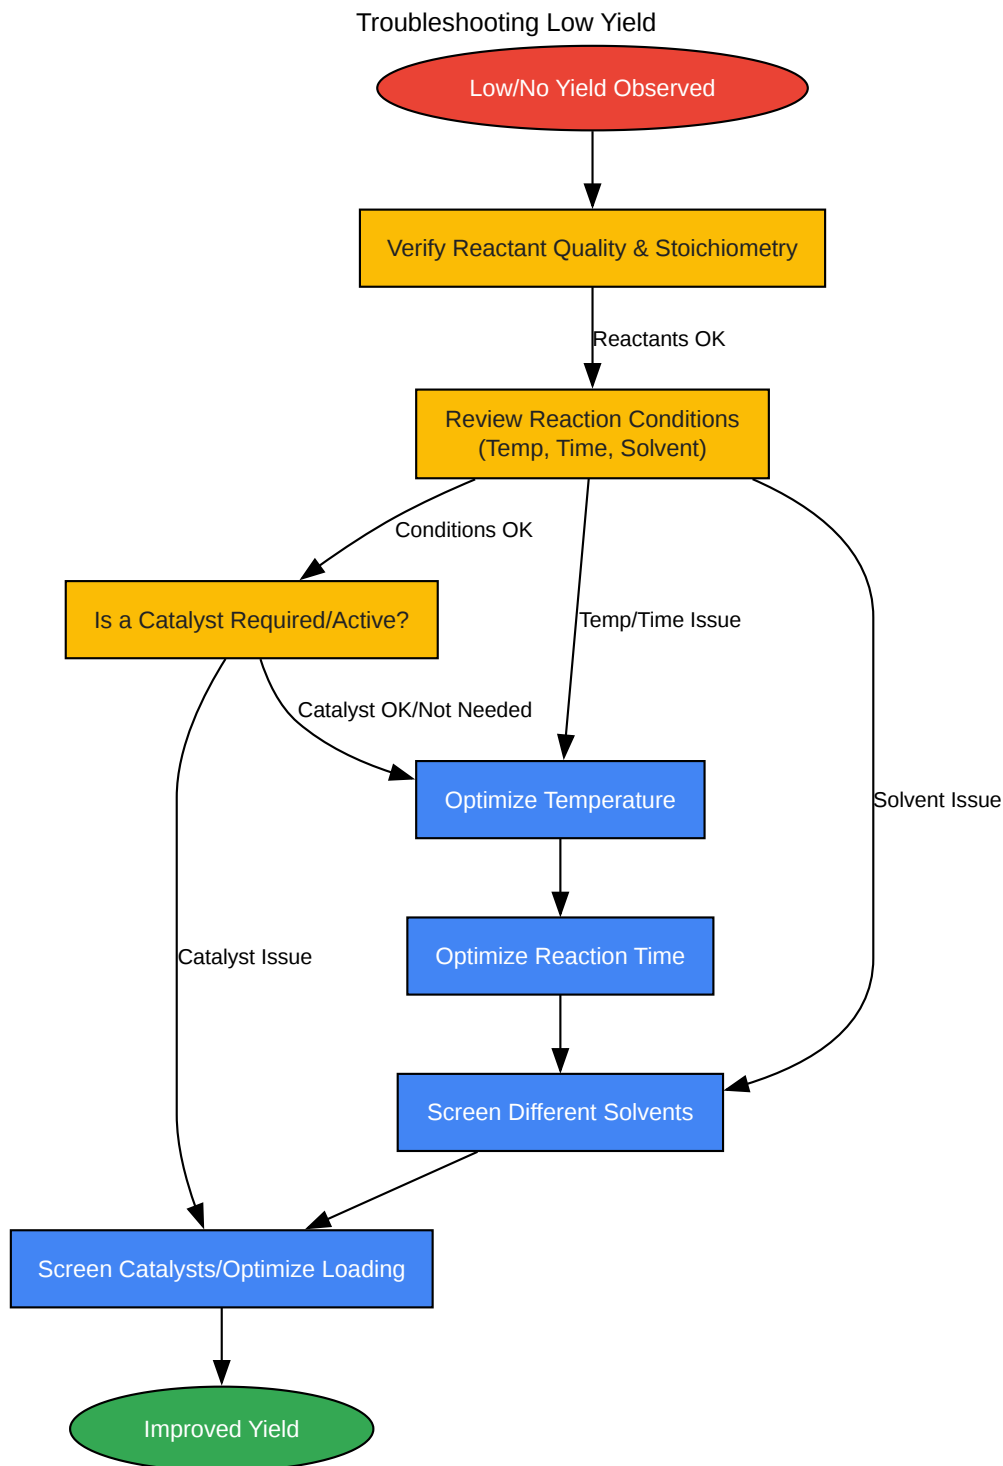 Troubleshooting Low Yield
Low/No Yield Observed
Verify Reactant Quality & Stoichiometry
Reactants OK
Review Reaction Conditions
(Temp, Time, Solvent)
Conditions OK
Is a Catalyst Required/Active?
Temp/Time Issue
Catalyst OK/Not Needed
Optimize Temperature
Solvent Issue
Optimize Reaction Time
Catalyst Issue
Screen Different Solvents
Screen Catalysts/Optimize Loading
Improved Yield